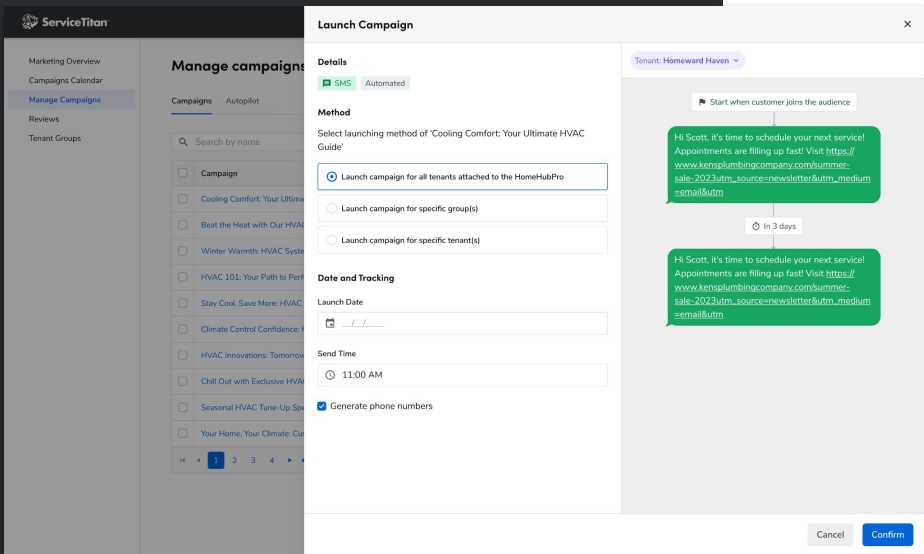 ServiceTitan
Marketing Overview
Campaigns Calendar
Manage Campaigns
Reviews
Tenant Groups
Manage campaigns
Campaigns Autopilot
Search by name
Campaign
Cooling Comfort: Your Ultima
Beat the Heat with Our HVA
Winter Warmth: HVAC Syste
HVAC 101: Your Path to Perf
Stay Cool, Save More: HVAC
Climate Control Confidence:
HVAC Innovations: Tomorrow
Chill Out with Exclusive HVA
Seasonal HVAC Tune-Up Spe
Your Home, Your Climate: Cus
1 2 3 4
Launch Campaign
Details
SMS Automated
Method
Select launching method of ‘Cooling Comfort: Your Ultimate HVAC
Guide’
Launch campaign for all tenants attached to the HomeHubPro
Launch campaign for specific group(s)
Launch campaign for specific tenant(s)
Date and Tracking
Launch Date
__/__/____
Send Time
11:00 AM
Generate phone numbers
Tenant: Homeward Haven
Start when customer joins the audience
Hi Scott, it’s time to schedule your next service!
Appointments are filling up fast! Visit https://
www.kensplumbingcompany.com/summer-
sale-2023utm_source=newsletter&utm_medium
=email&utm
In 3 days
Hi Scott, it’s time to schedule your next service!
Appointments are filling up fast! Visit https://
www.kensplumbingcompany.com/summer-
sale-2023utm_source=newsletter&utm_medium
=email&utm
Cancel Confirm